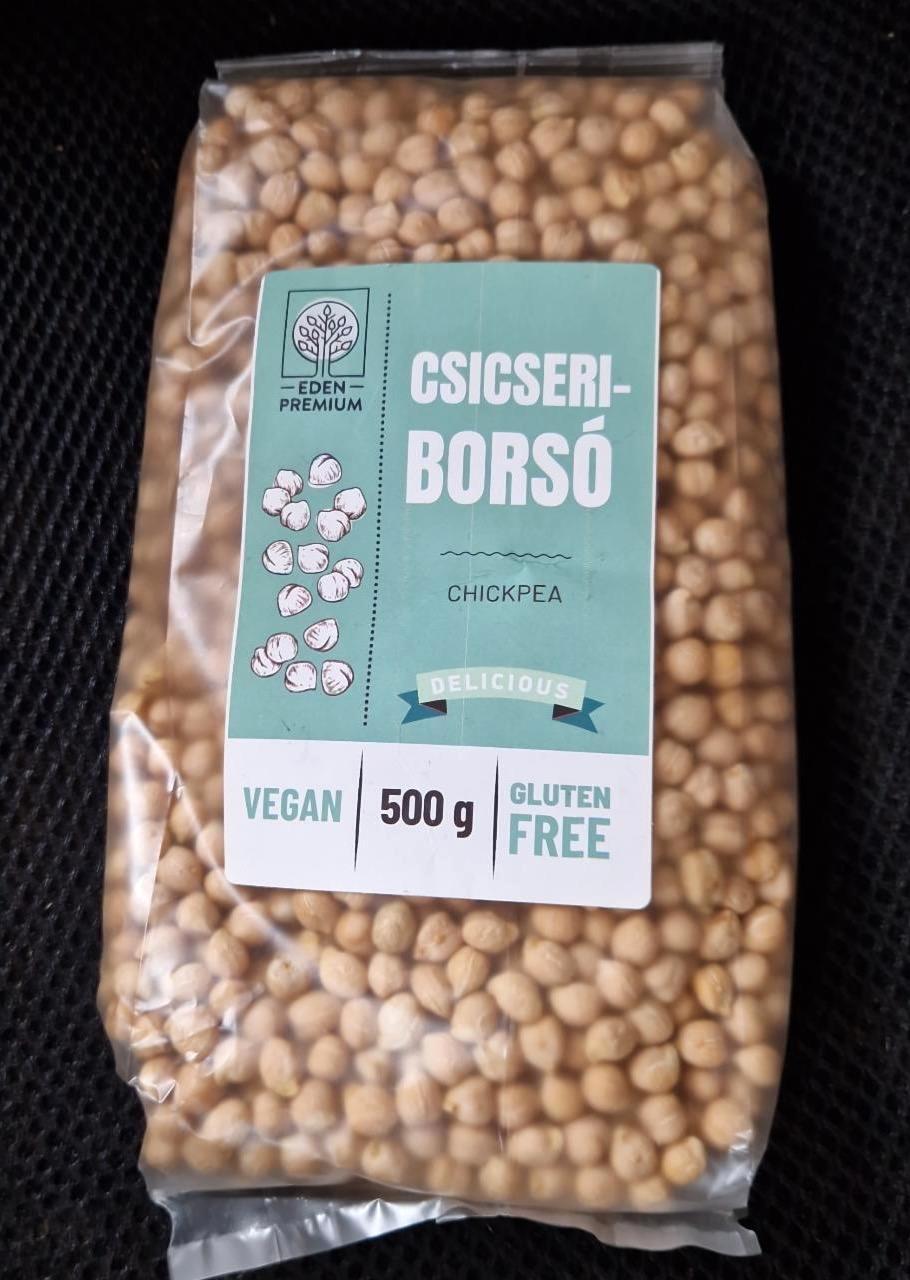 EDEN
PREMIUM
CSICSERI-
BORSÓ
CHICKPEA
DELICIOUS
VEGAN
500 g
GLUTEN
FREE